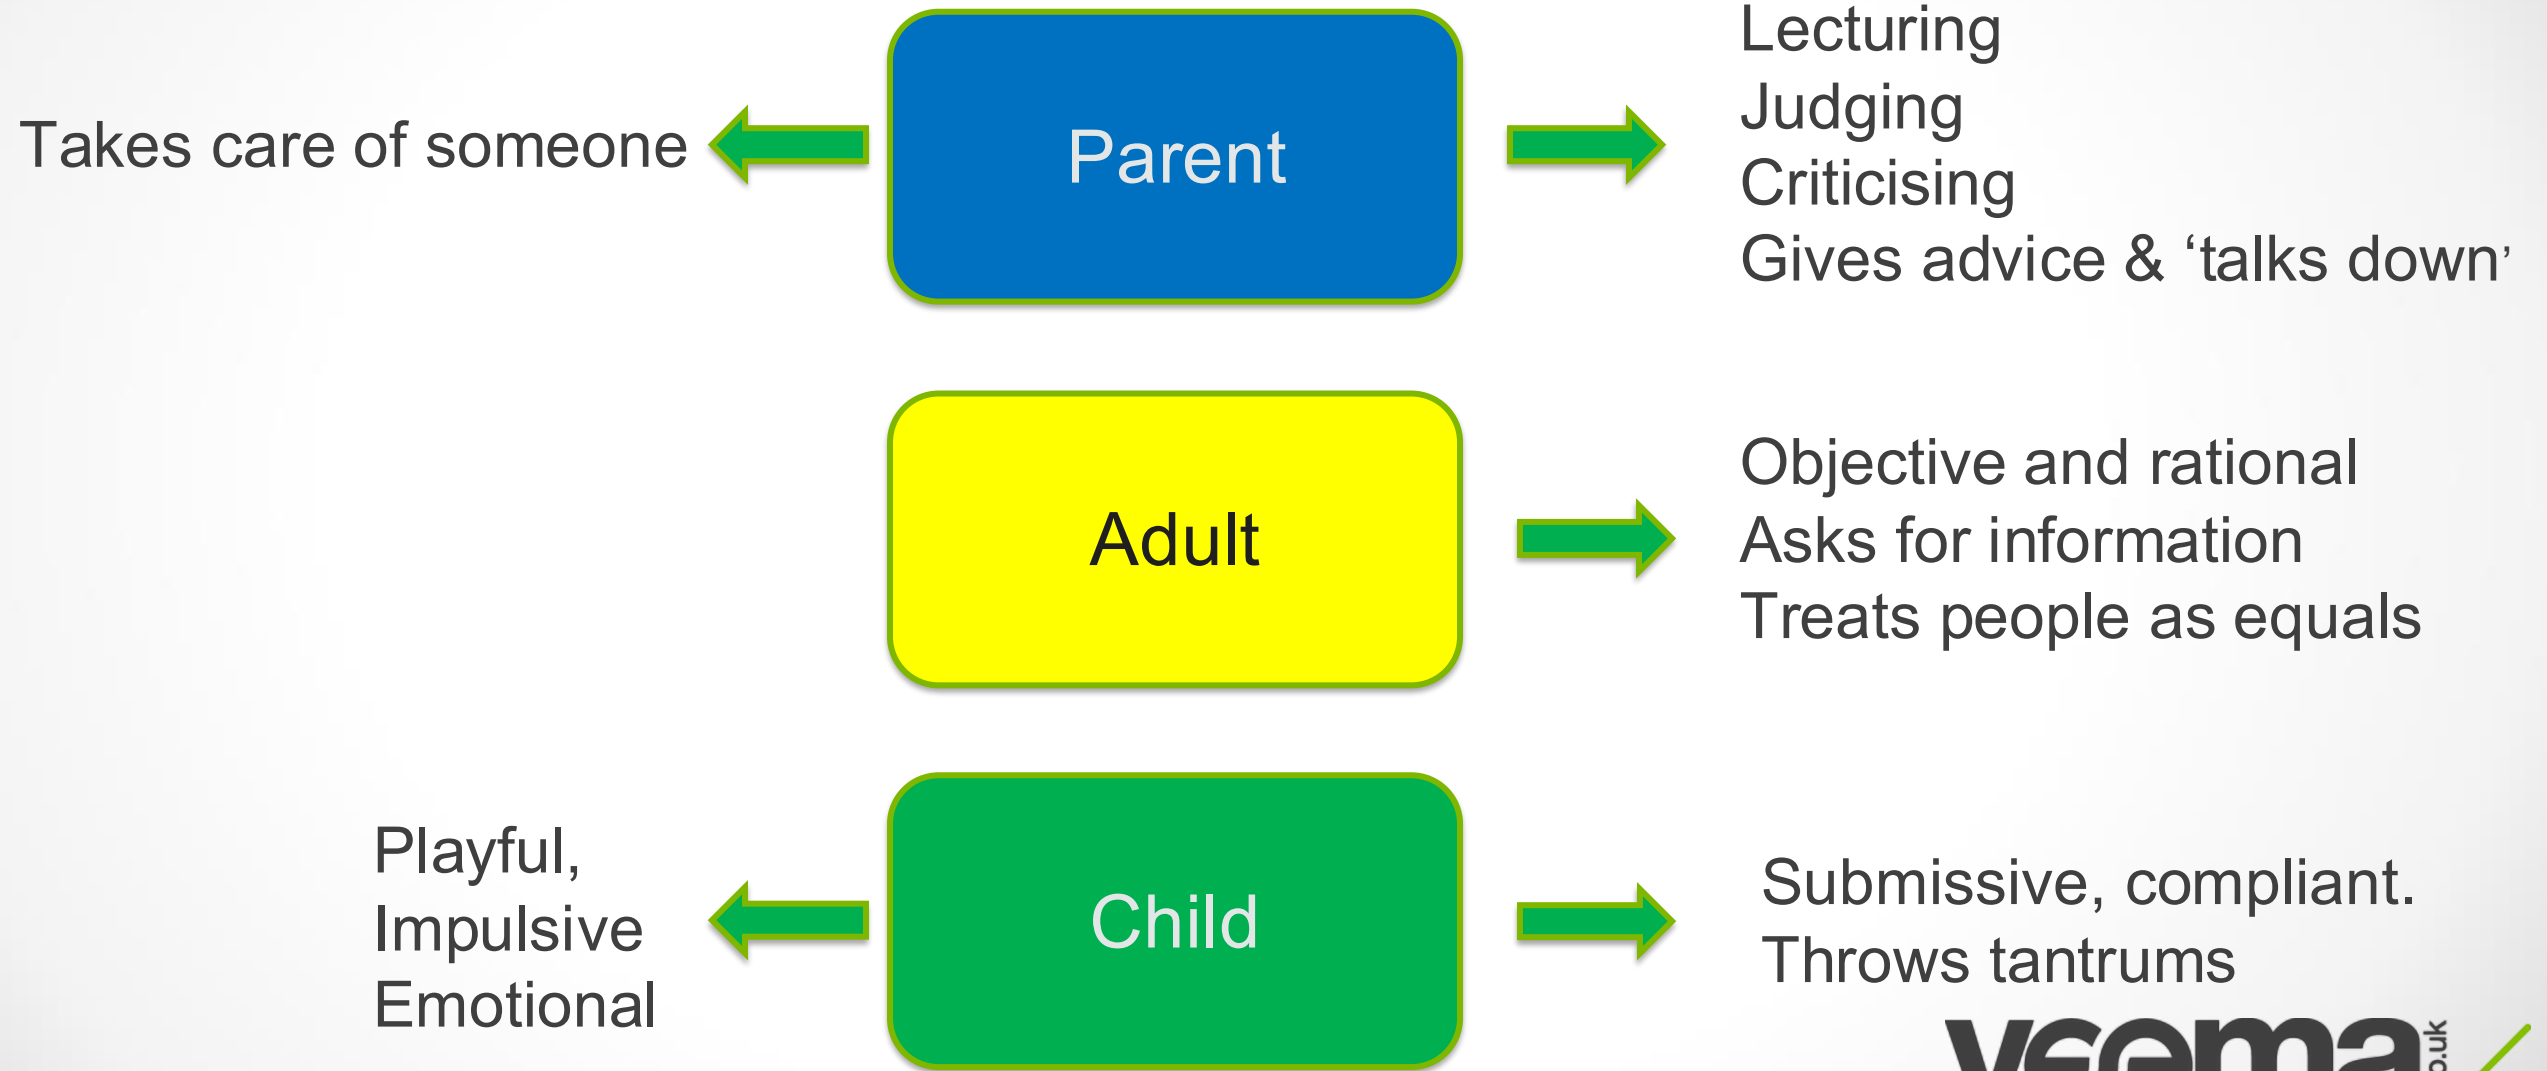 Takes care of someone
Parent
Lecturing
Judging
Criticising
Gives advice & ‘talks down’
Adult
Objective and rational
Asks for information
Treats people as equals
Playful,
Impulsive
Emotional
Child
Submissive, compliant.
Throws tantrums